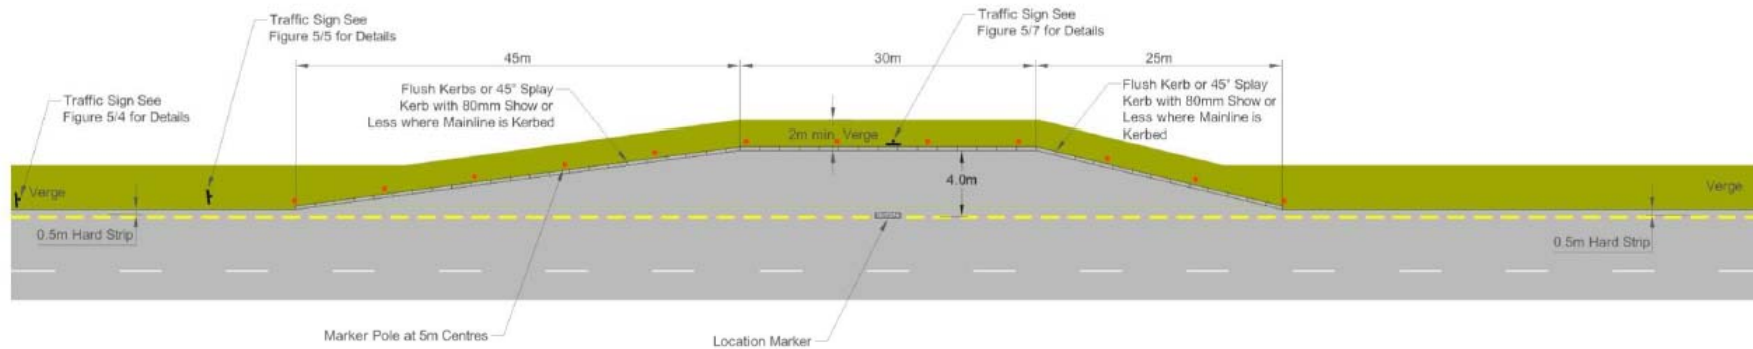 Traffic Sign See
Figure 5/4 for Details
Traffic Sign See
Figure 5/5 for Details
45m
Flush Kerbs or 45° Splay
Kerb with 80mm Show or
Less where Mainline is Kerbed
Traffic Sign See
Figure 5/7 for Details
30m
25m
Flush Kerb or 45° Splay
Kerb with 80mm Show or
Less where Mainline is
Kerbed
2m min. Verge
4.0m
Verge
Verge
0.5m Hard Strip
0.5m Hard Strip
Marker Pole at 5m Centres
Location Marker